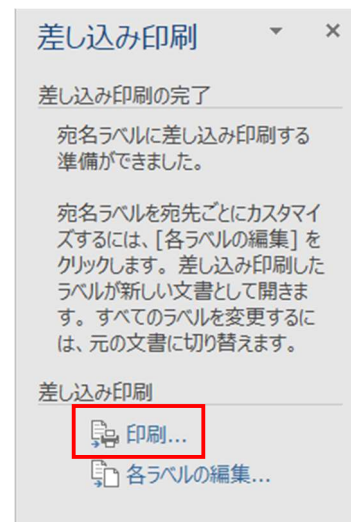 差し込み印刷
差し込み印刷の完了
宛名ラベルに差し込み印刷する
準備ができました。
宛名ラベルを宛先ごとにカスタマイ
ズするには、[各ラベルの編集] を
クリックします。差し込み印刷した
ラベルが新しい文書として開きま
す。すべてのラベルを変更するに
は、元の文書に切り替えます。
差し込み印刷
印刷...
各ラベルの編集...